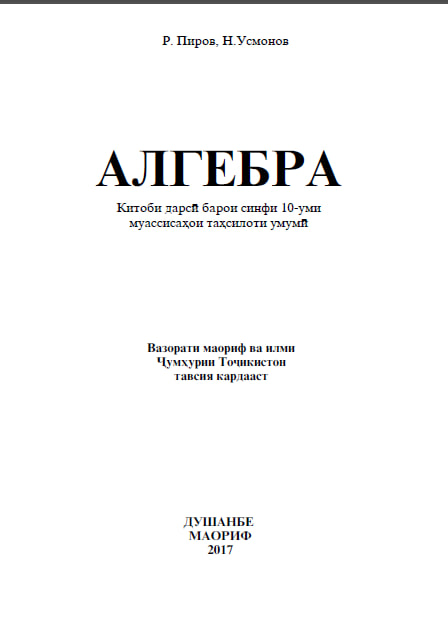 Р. Пиров, Н.Усмонов
АЛГЕБРА
Китоби дарсӣ барои синфи 10-уми
муассисаҳои таҳсилоти умумӣ
Вазорати маориф ва илми
Ҷумҳурии Тоҷикистон
тавсия кардааст
ДУШАНБЕ
МАОРИФ
2017